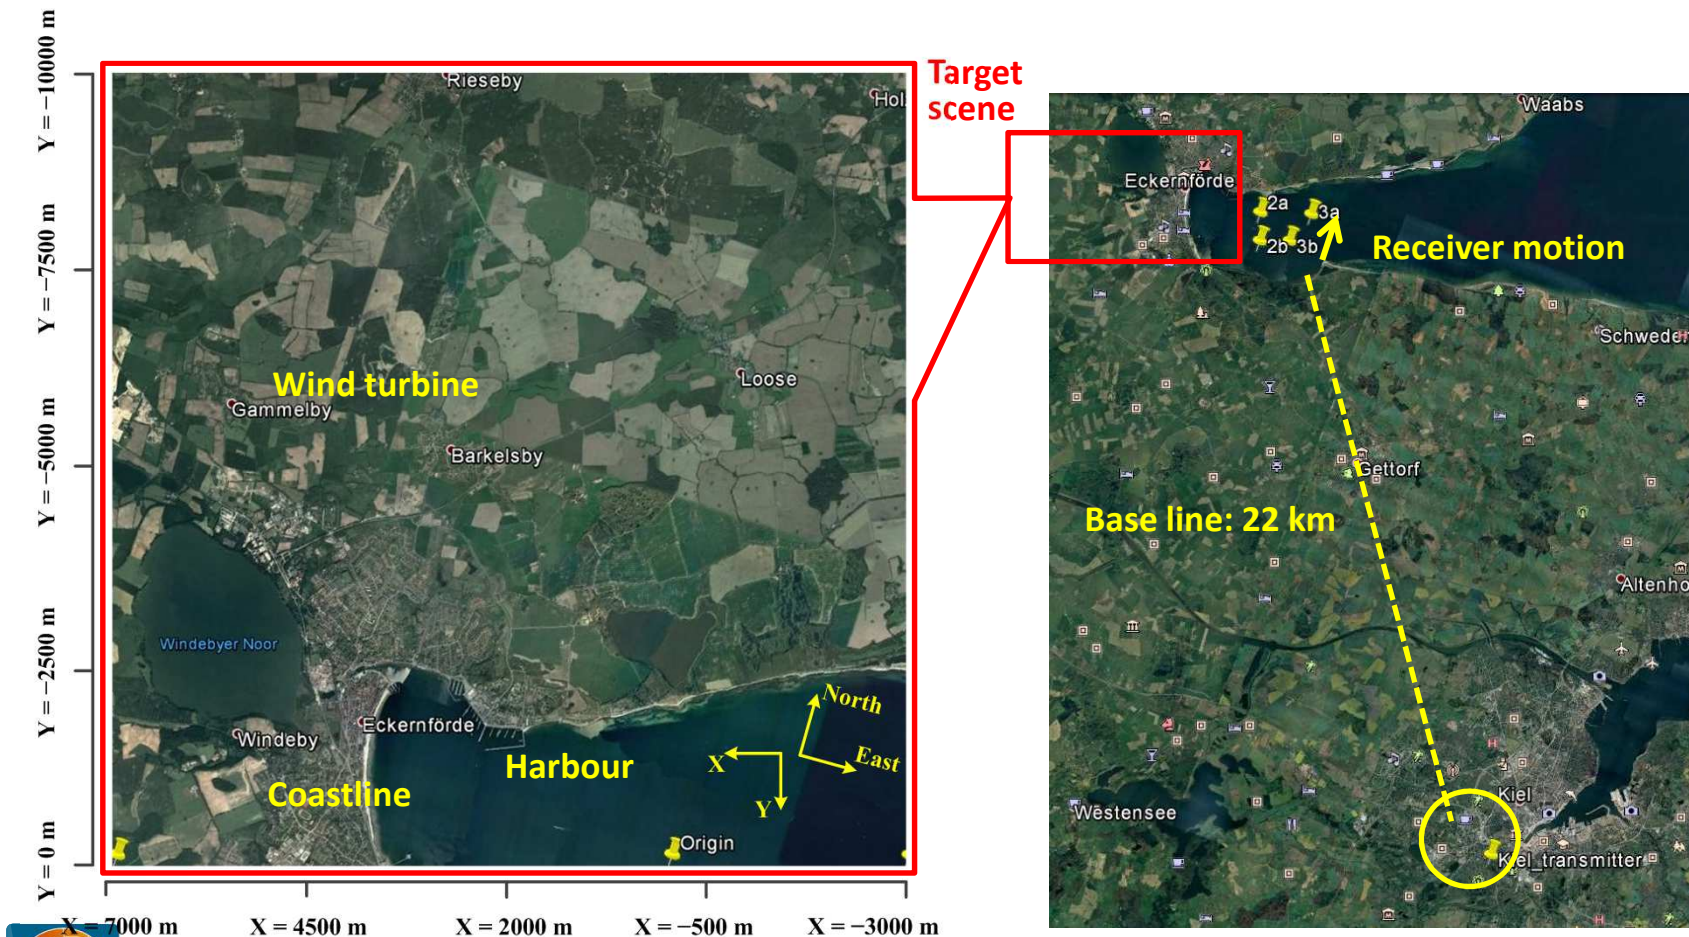 Y = −10000 m
Y = −7500 m
Y = −5000 m
Y = −2500 m
Y = 0 m
X = 7000 m
X = 4500 m
X = 2000 m
X = −500 m
X = −3000 m
Rieseby
Hol
Wind turbine
Gammelby
Loose
Barkelsby
Windebyer Noor
Eckernförde
Windeby
Harbour
Coastline
North
East
X
Y
Origin
Target
scene
Waabs
Eckernförde
2a
3a
2b
3b
Receiver motion
Schweden
Gettorf
Base line: 22 km
Altenho
Kiel
Westensee
Kiel_transmitter